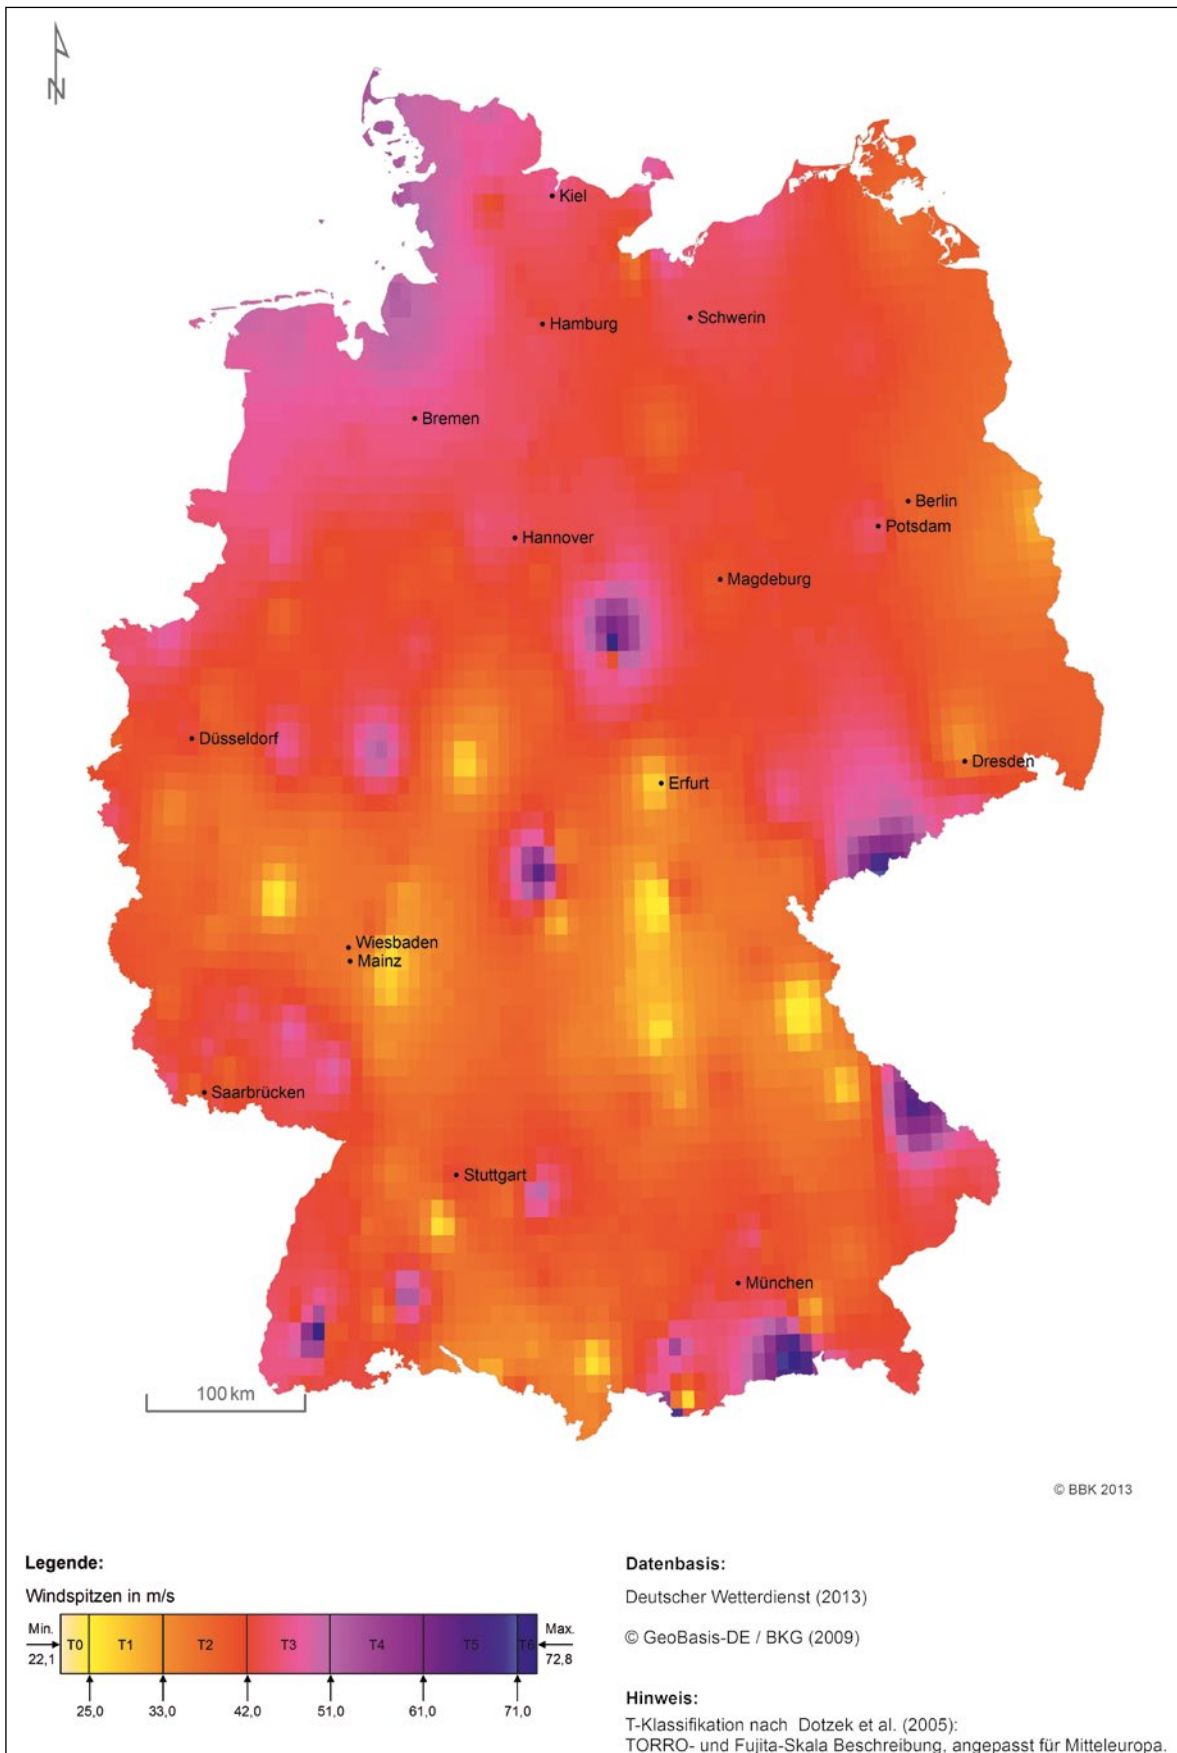 N
Kiel
Hamburg
Schwerin
Bremen
Berlin
Potsdam
Hannover
Magdeburg
Düsseldorf
Dresden
Erfurt
Wiesbaden
Mainz
Saarbrücken
Stuttgart
München
100 km
© BBK 2013
Legende:
Windspitzen in m/s
Min.
22,1
T0 T1 T2 T3 T4 T5 T6
Max.
72,8
25,0 33,0 42,0 51,0 61,0 71,0
Datenbasis:
Deutscher Wetterdienst (2013)
© GeoBasis-DE / BKG (2009)
Hinweis:
T-Klassifikation nach Dotzek et al. (2005):
TORRO- und Fujita-Skala Beschreibung, angepasst für Mitteleuropa.